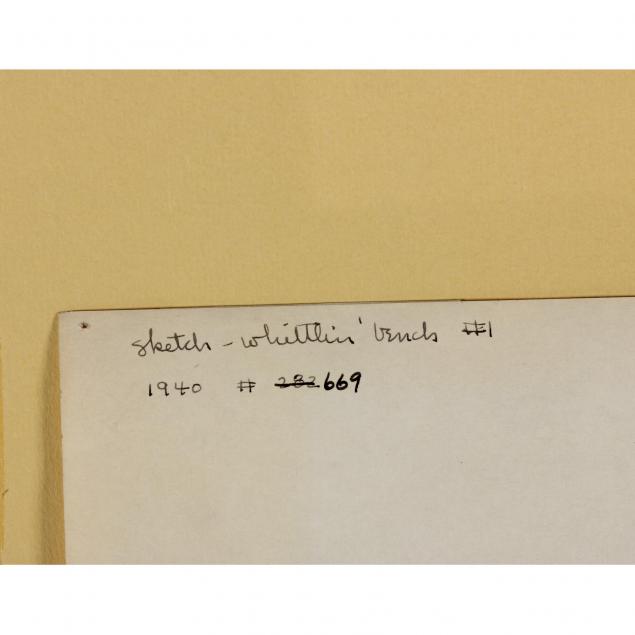 sketch - whittlin' bench #1
1940 # 282 669